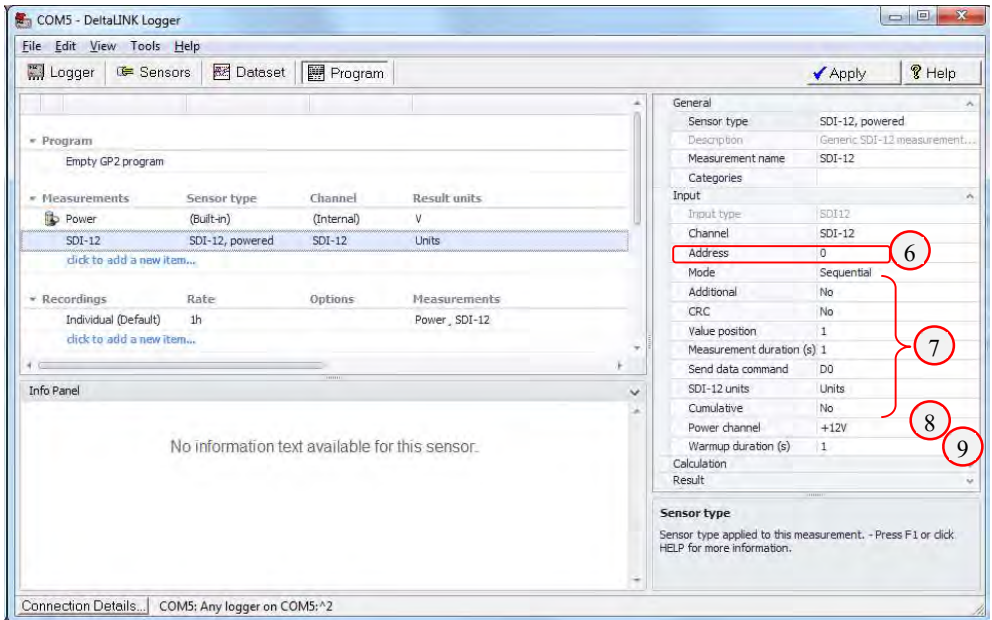 COM5 - DeltaLINK Logger
File Edit View Tools Help
Logger Sensors Dataset Program Apply Help
Program
Empty GP2 program
Measurements Sensor type Channel Result units
Power (Built-in) (Internal) V
SDI-12 SDI-12, powered SDI-12 Units
click to add a new item...
Recordings Rate Options Measurements
Individual (Default) 1h Power , SDI-12
click to add a new item...
Info Panel
No information text available for this sensor.
General
Sensor type SDI-12, powered
Description Generic SDI-12 measurement...
Measurement name SDI-12
Categories
Input
Input type SDI12
Channel SDI-12
Address 0 6
Mode Sequential
Additional No
CRC No
Value position 1
Measurement duration (s) 1 7
Send data command D0
SDI-12 units Units
Cumulative No
Power channel +12V 8
Warmup duration (s) 1 9
Calculation
Result
Sensor type
Sensor type applied to this measurement. - Press F1 or click
HELP for more information.
Connection Details... COM5: Any logger on COM5:^2